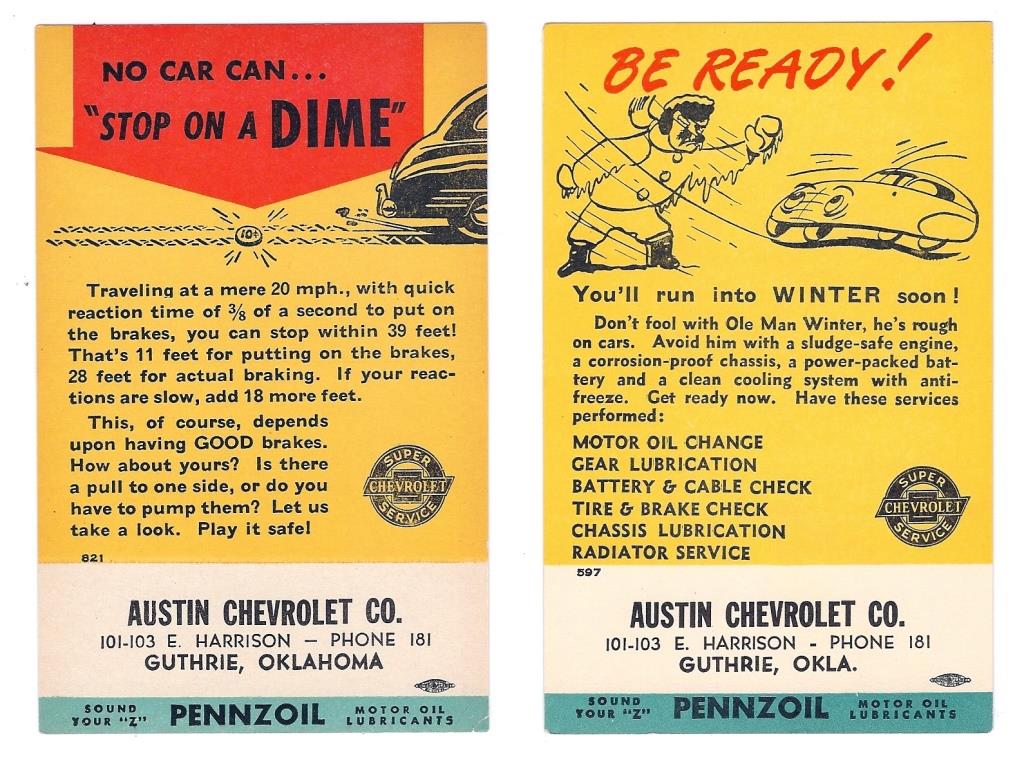 NO CAR CAN...
"STOP ON A DIME"
10¢
Traveling at a mere 20 mph., with quick
reaction time of ⅜ of a second to put on
the brakes, you can stop within 39 feet!
That's 11 feet for putting on the brakes,
28 feet for actual braking. If your reac-
tions are slow, add 18 more feet.
This, of course, depends
upon having GOOD brakes.
How about yours? Is there
a pull to one side, or do you
have to pump them? Let us
take a look. Play it safe!
SUPER
CHEVROLET
SERVICE
821
AUSTIN CHEVROLET CO.
101-103 E. HARRISON — PHONE 181
GUTHRIE, OKLAHOMA
SOUND YOUR "Z" PENNZOIL MOTOR OIL LUBRICANTS
BE READY!
You'll run into WINTER soon!
Don't fool with Ole Man Winter, he's rough
on cars. Avoid him with a sludge-safe engine,
a corrosion-proof chassis, a power-packed bat-
tery and a clean cooling system with anti-
freeze. Get ready now. Have these services
performed:
MOTOR OIL CHANGE
GEAR LUBRICATION
BATTERY & CABLE CHECK
TIRE & BRAKE CHECK
CHASSIS LUBRICATION
RADIATOR SERVICE
SUPER
CHEVROLET
SERVICE
597
AUSTIN CHEVROLET CO.
101-103 E. HARRISON - PHONE 181
GUTHRIE, OKLA.
SOUND YOUR "Z" PENNZOIL MOTOR OIL LUBRICANTS